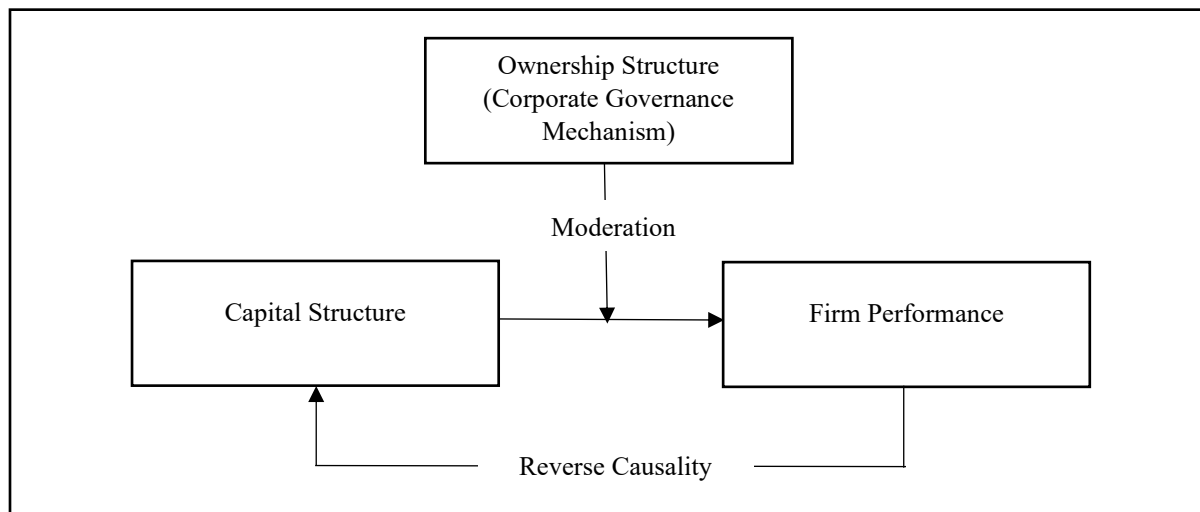 Ownership Structure
(Corporate Governance
Mechanism)
Moderation
Capital Structure
Firm Performance
Reverse Causality